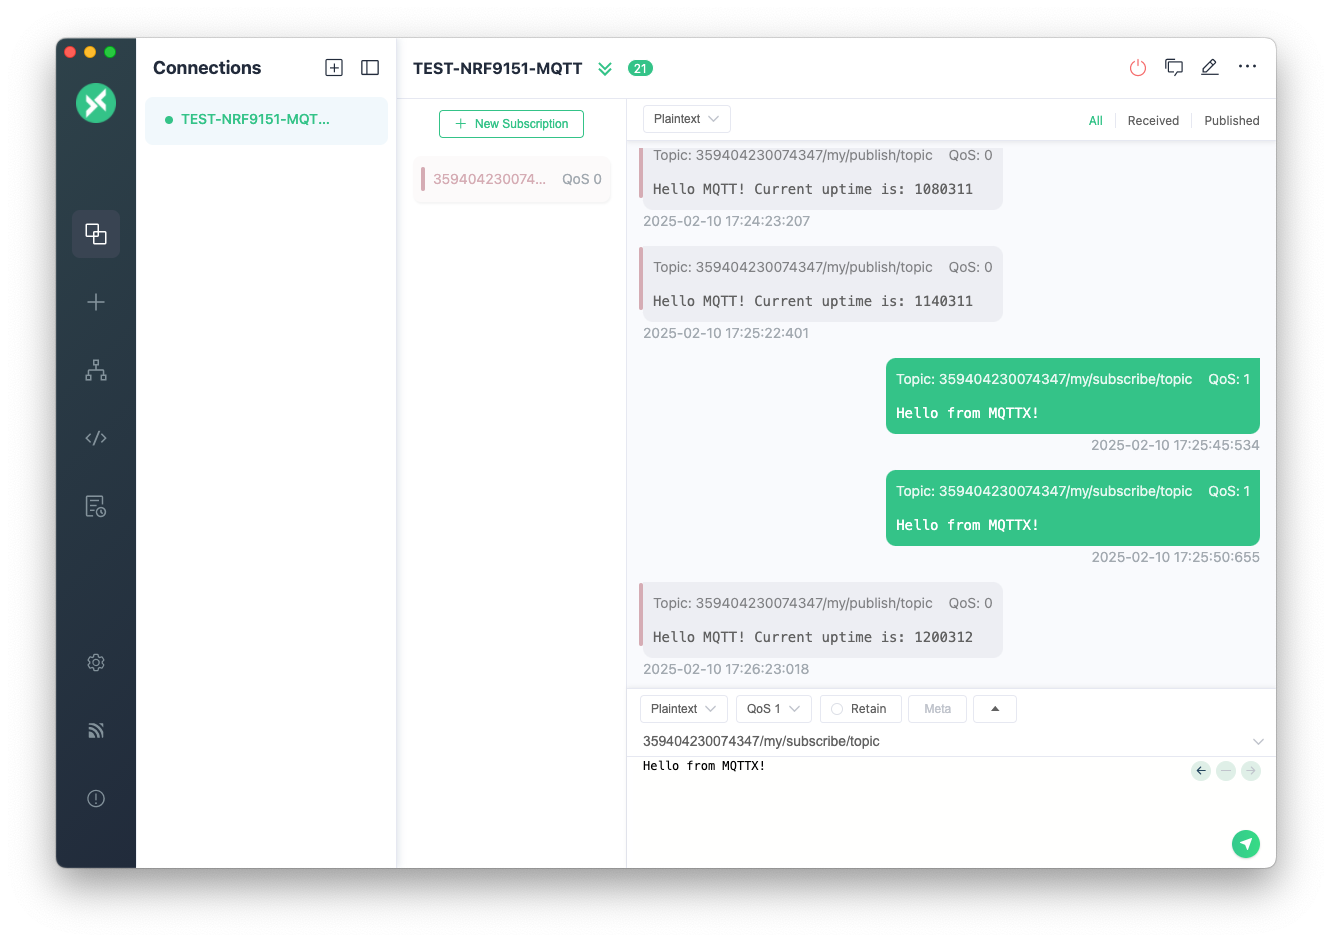 Connections
TEST-NRF9151-MQT...
TEST-NRF9151-MQTT 21
+ New Subscription
359404230074... QoS 0
Plaintext
All Received Published
Topic: 359404230074347/my/publish/topic QoS: 0
Hello MQTT! Current uptime is: 1080311
2025-02-10 17:24:23:207
Topic: 359404230074347/my/publish/topic QoS: 0
Hello MQTT! Current uptime is: 1140311
2025-02-10 17:25:22:401
Topic: 359404230074347/my/subscribe/topic QoS: 1
Hello from MQTTX!
2025-02-10 17:25:45:534
Topic: 359404230074347/my/subscribe/topic QoS: 1
Hello from MQTTX!
2025-02-10 17:25:50:655
Topic: 359404230074347/my/publish/topic QoS: 0
Hello MQTT! Current uptime is: 1200312
2025-02-10 17:26:23:018
Plaintext QoS 1 Retain Meta
359404230074347/my/subscribe/topic
Hello from MQTTX!